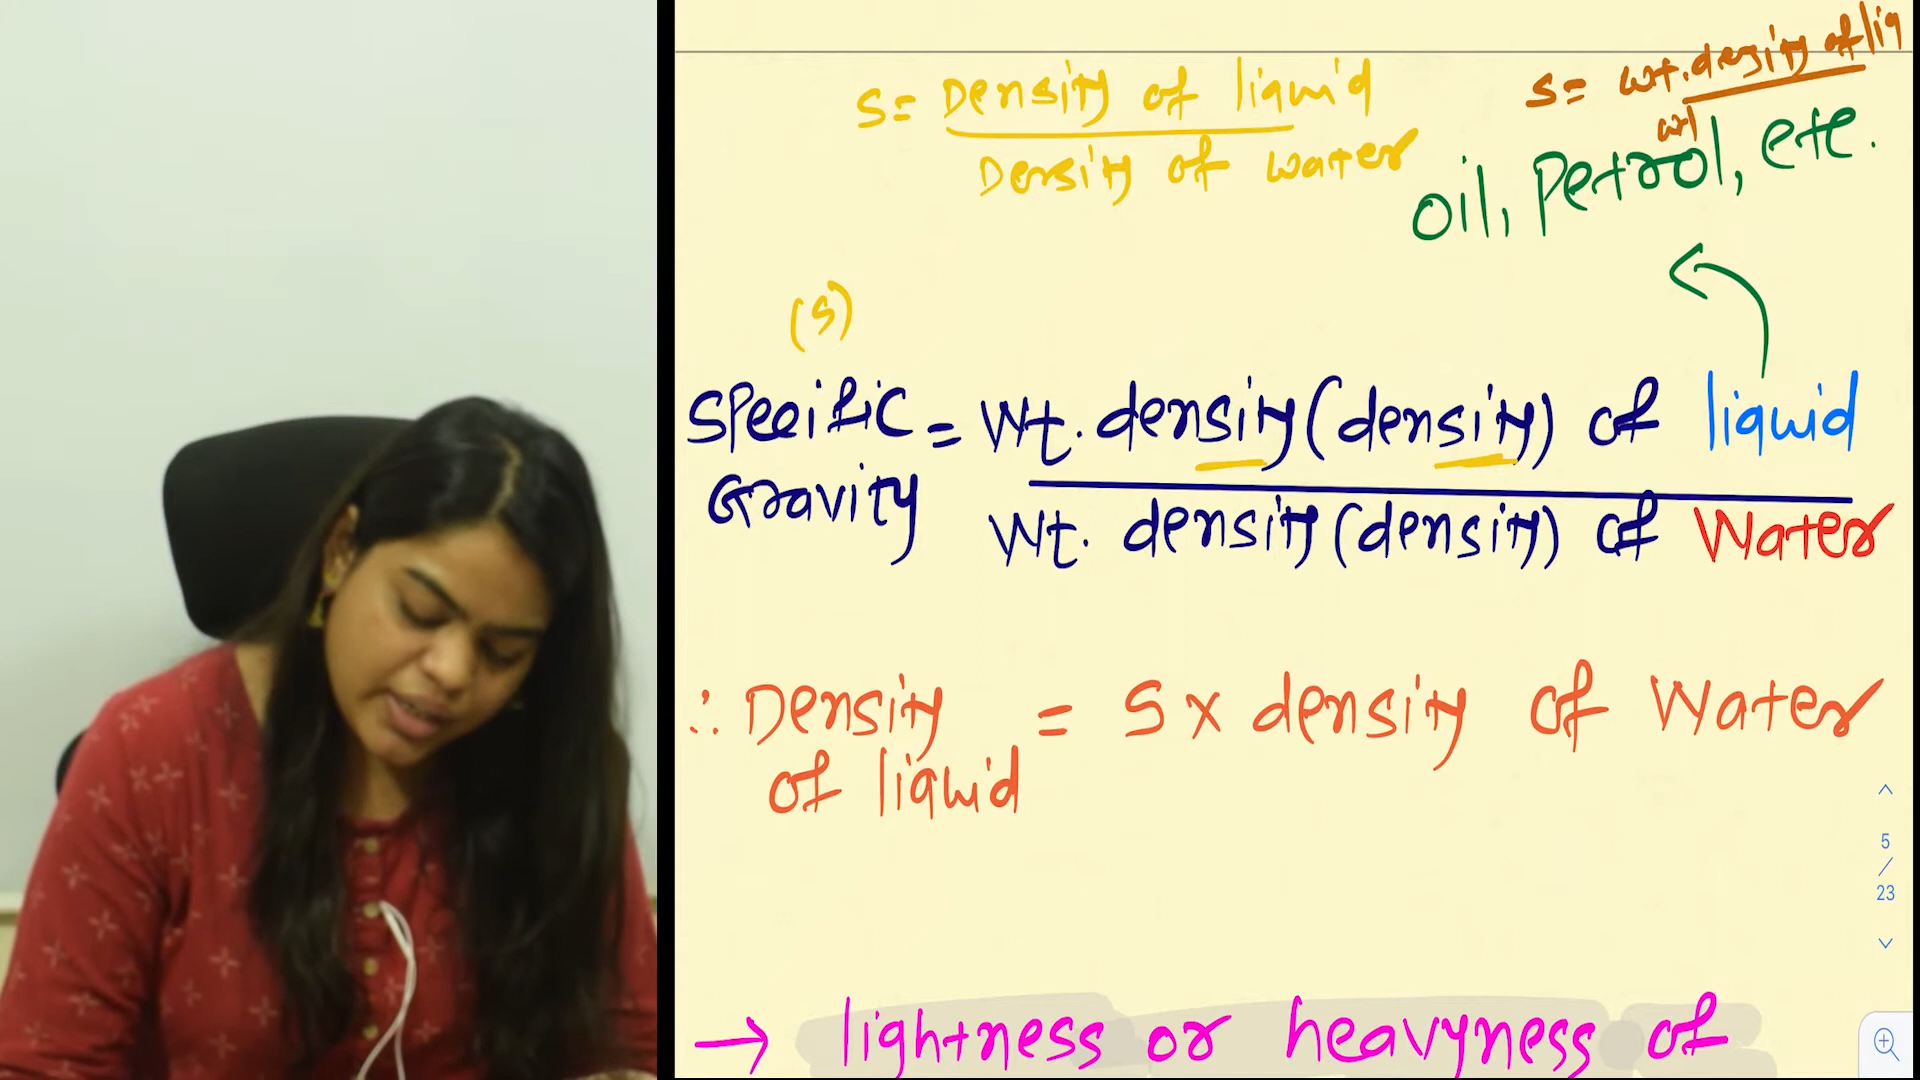 S= Density of liquid
Density of water
S= wt. density of liq
wt
oil, Petrol, etc.
(S)
Specific Gravity = Wt. density (density) of liquid
Wt. density (density) of Water
∴ Density of liquid = S x density of Water
→ lightness or heavyness of
5
/
23